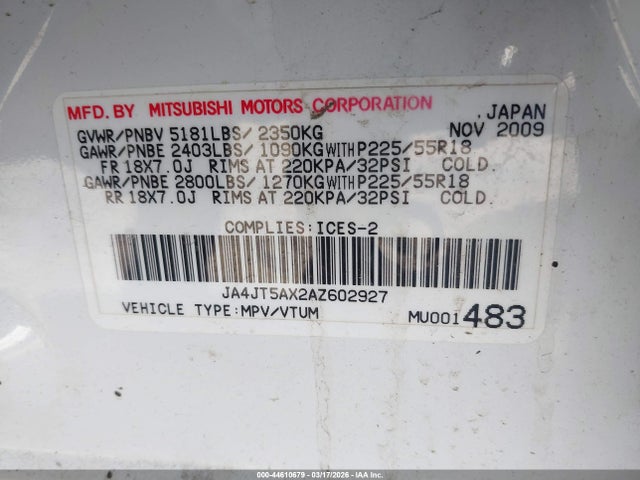 MFD. BY MITSUBISHI MOTORS CORPORATION JAPAN
GVWR/PNBV 5181LBS/2350KG NOV 2009
GAWR/PNBE 2403LBS/1090KG WITH P225/55R18
FR 18X7.0J RIMS AT 220KPA/32PSI COLD.
GAWR/PNBE 2800LBS/1270KG WITH P225/55R18
RR 18X7.0J RIMS AT 220KPA/32PSI COLD.
COMPLIES:ICES-2
JA4JT5AX2AZ602927
VEHICLE TYPE:MPV/VTUM MU001483
000-44610679 - 03/17/2026 - IAA Inc.